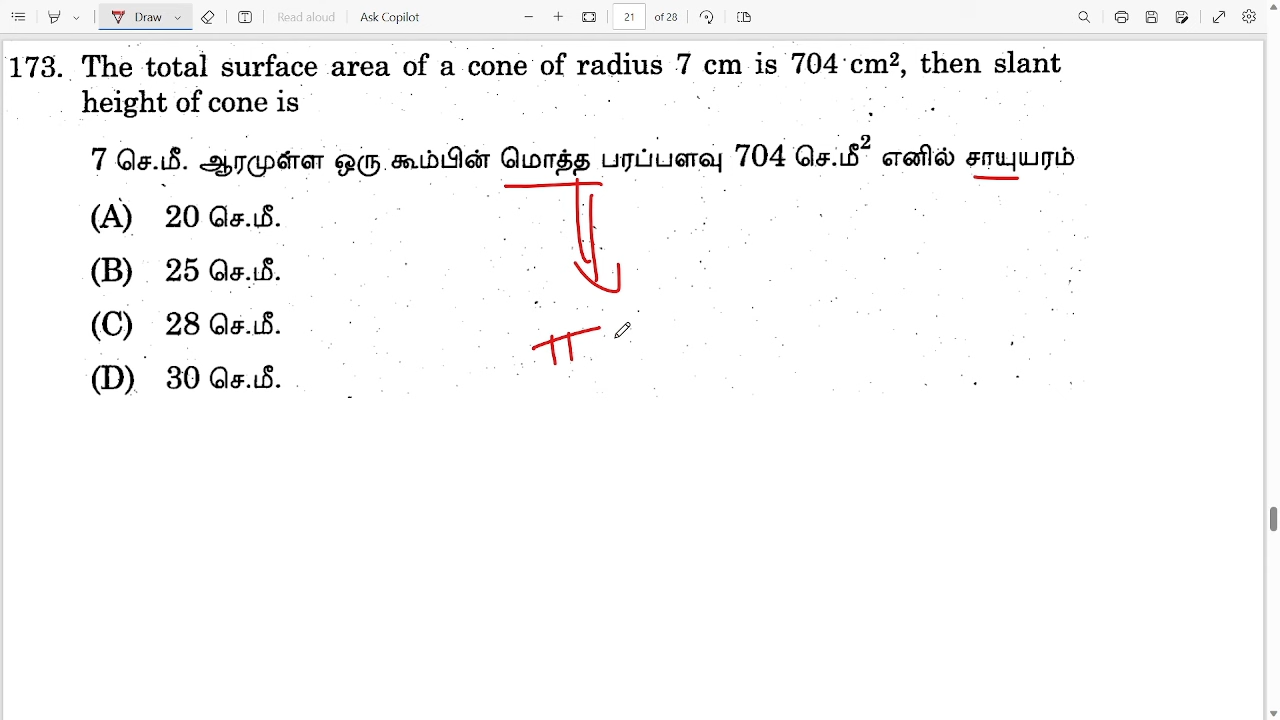 Draw
Read aloud
Ask Copilot
21 of 28
173. The total surface area of a cone of radius 7 cm is 704 cm², then slant
height of cone is
7 செ.மீ. ஆரமுள்ள ஒரு கூம்பின் மொத்த பரப்பளவு 704 செ.மீ² எனில் சாயுயரம்
(A) 20 செ.மீ.
(B) 25 செ.மீ.
(C) 28 செ.மீ.
(D) 30 செ.மீ.
π